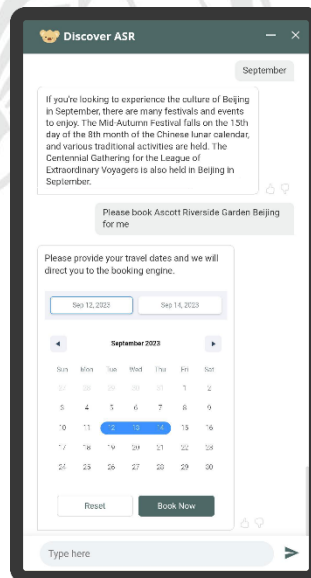 Discover ASR
September
If you're looking to experience the culture of Beijing
in September, there are many festivals and events
to enjoy. The Mid-Autumn Festival falls on the 15th
day of the 8th month of the Chinese lunar calendar,
and various traditional activities are held. The
Centennial Gathering for the League of
Extraordinary Voyagers is also held in Beijing in
September.
Please book Ascott Riverside Garden Beijing
for me
Please provide your travel dates and we will
direct you to the booking engine.
Sep 12, 2023 Sep 14, 2023
September 2023
Sun Mon Tue Wed Thu Fri Sat
27 28 29 30 31 1 2
3 4 5 6 7 8 9
10 11 12 13 14 15 16
17 18 19 20 21 22 23
24 25 26 27 28 29 30
Reset Book Now
Type here